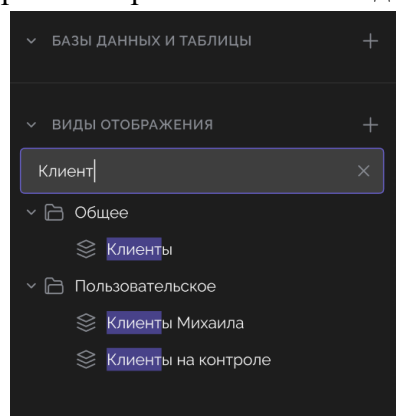 БАЗЫ ДАННЫХ И ТАБЛИЦЫ
ВИДЫ ОТОБРАЖЕНИЯ
Клиент
Общее
Клиенты
Пользовательское
Клиенты Михаила
Клиенты на контроле